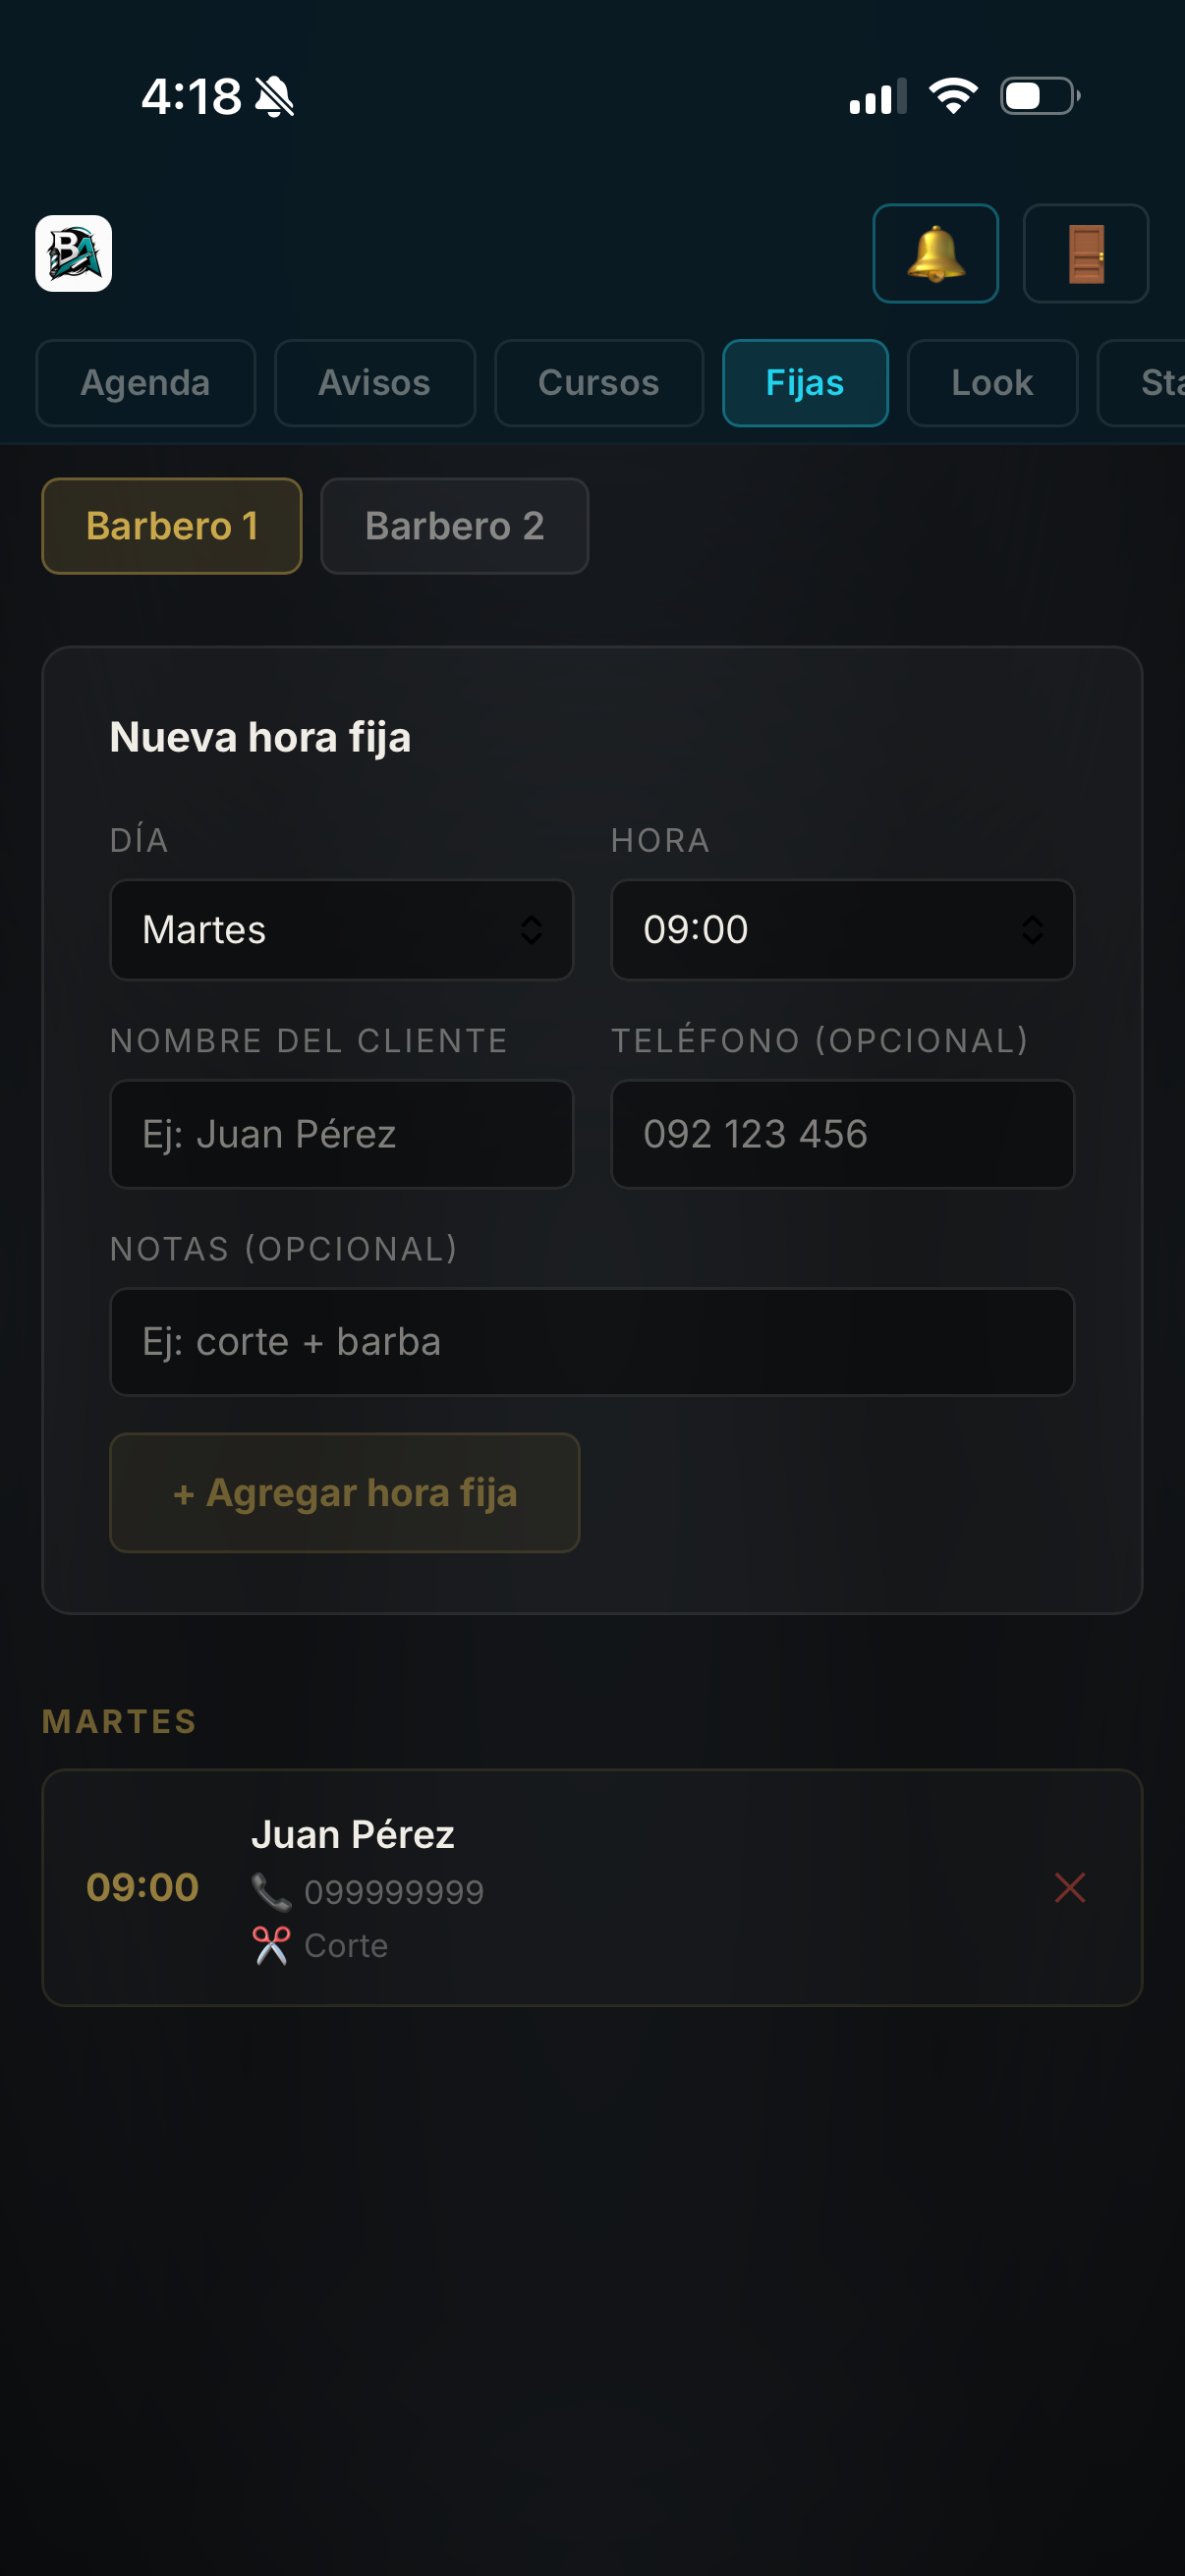 4:18
BA
Agenda Avisos Cursos Fijas Look Sta
Barbero 1 Barbero 2
Nueva hora fija
DÍA HORA
Martes 09:00
NOMBRE DEL CLIENTE TELÉFONO (OPCIONAL)
Ej: Juan Pérez 092 123 456
NOTAS (OPCIONAL)
Ej: corte + barba
+ Agregar hora fija
MARTES
Juan Pérez
09:00
099999999
Corte